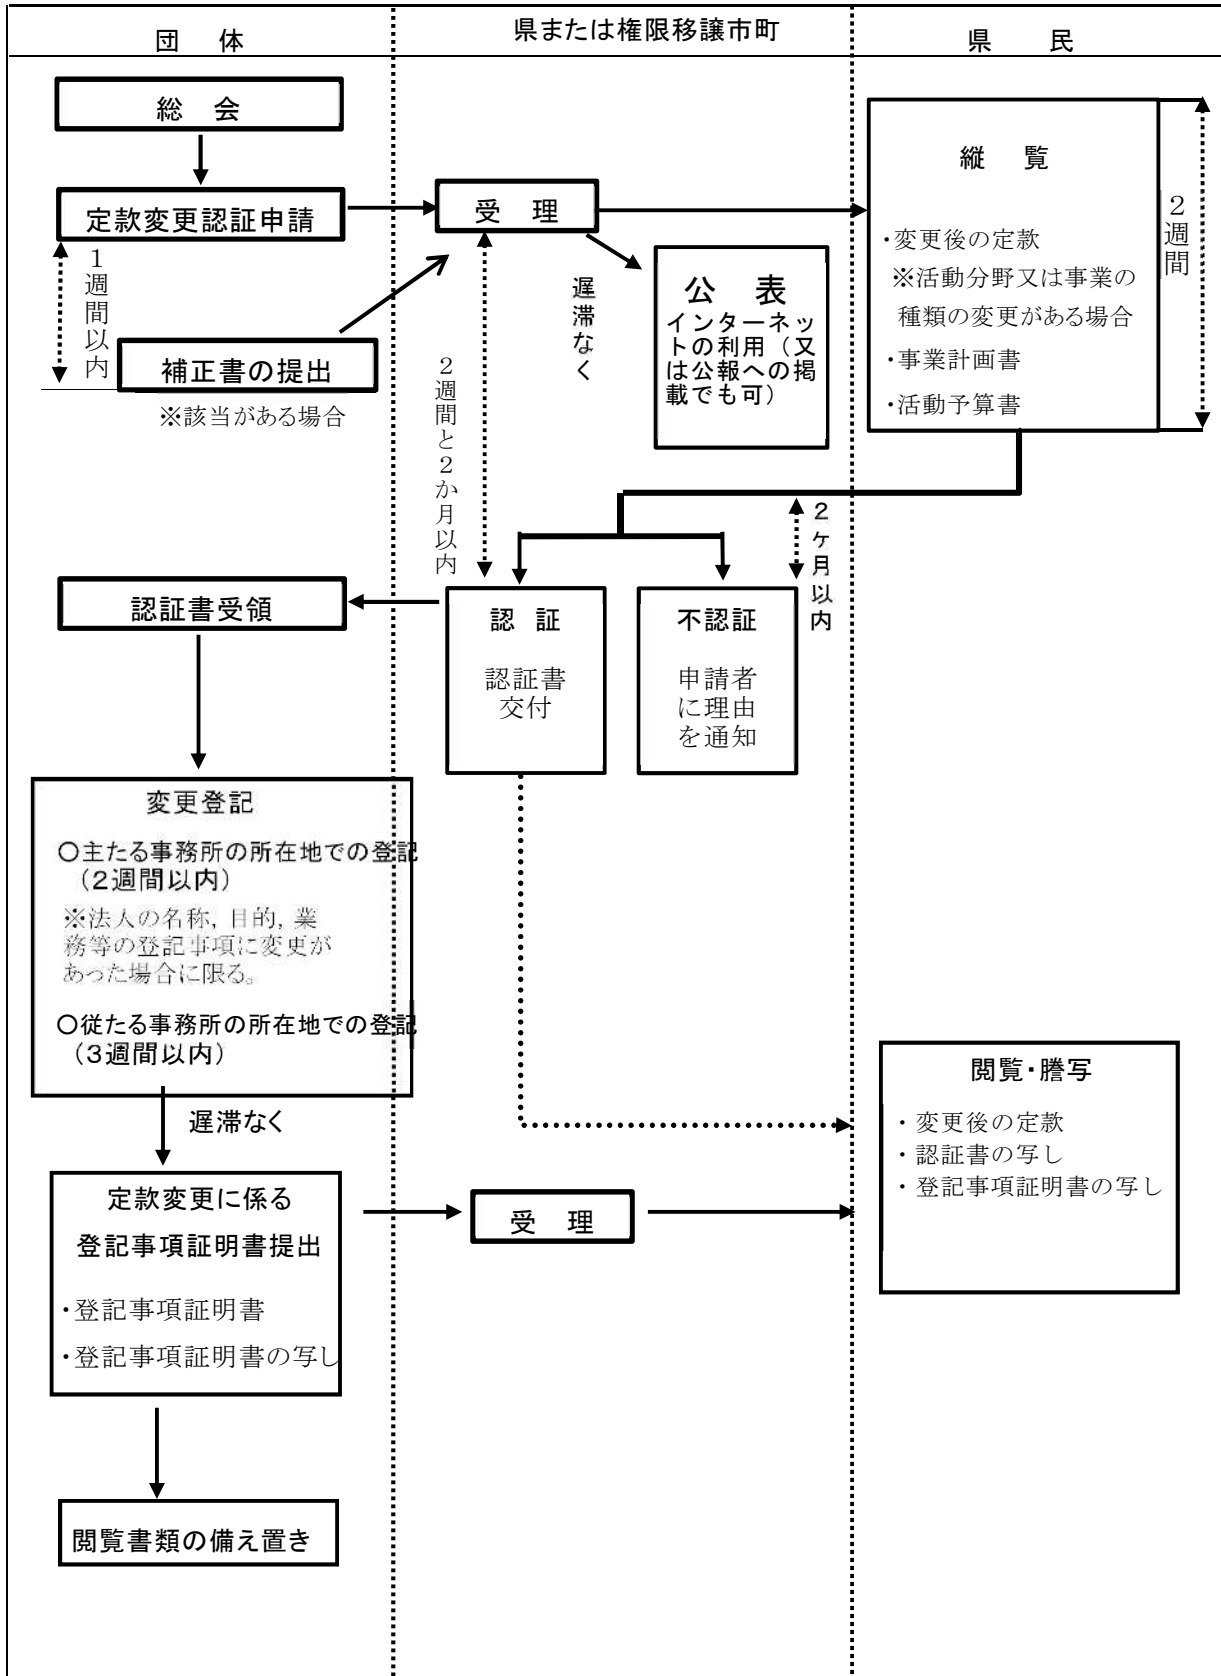 団　体
県または権限移譲市町
県　民
総　会
定款変更認証申請
1週間以内
補正書の提出
※該当がある場合
受　理
遅滞なく
公　表
インターネッ
トの利用（又
は公報への掲
載でも可）
2週間と2か月以内
縦　覧
・変更後の定款
※活動分野又は事業の
種類の変更がある場合
・事業計画書
・活動予算書
2週間
2ヶ月以内
認証書受領
認　証
認証書
交付
不認証
申請者
に理由
を通知
変更登記
○主たる事務所の所在地での登記
（2週間以内）
※法人の名称，目的，業
務等の登記事項に変更が
あった場合に限る。
○従たる事務所の所在地での登記
（3週間以内）
遅滞なく
定款変更に係る
登記事項証明書提出
・登記事項証明書
・登記事項証明書の写し
受　理
閲覧・謄写
・変更後の定款
・認証書の写し
・登記事項証明書の写し
閲覧書類の備え置き